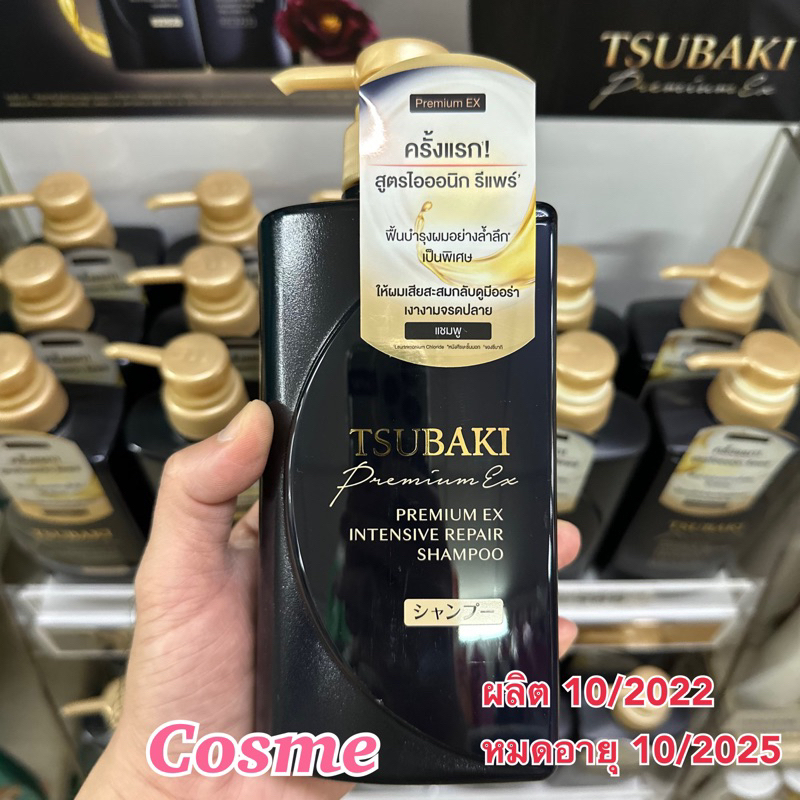 TSUBAKI
Premium Ex
Premium EX
ครั้งแรก!
สูตรไอออนิก รีแพร์
ฟื้นบำรุงผมอย่างล้ำลึก
เป็นพิเศษ
ให้ผมเสียสะสมกลับดูมีออร่า
เงางามจรดปลาย
แชมพู
TSUBAKI
Premium Ex
PREMIUM EX
INTENSIVE REPAIR
SHAMPOO
シャンプー
ผลิต 10/2022
Cosme
หมดอายุ 10/2025